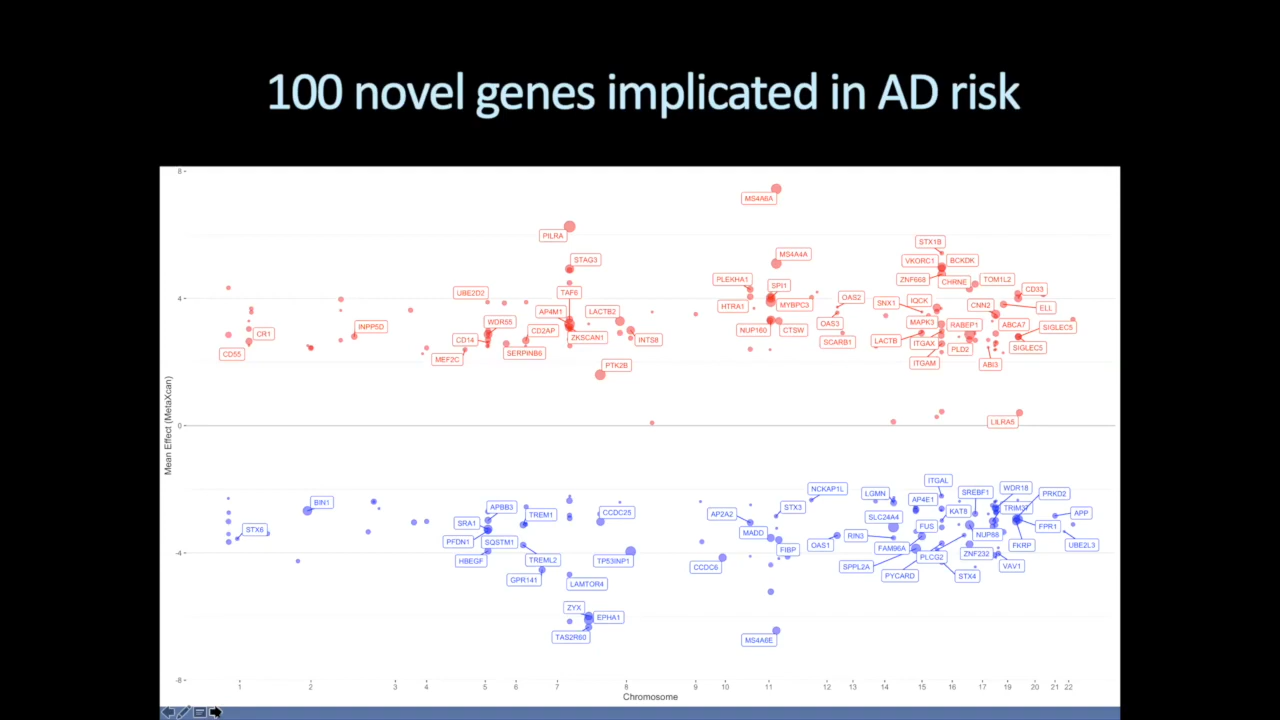 100 novel genes implicated in AD risk
8
MS4A6A
PILRA
STX1B
MS4A4A
STAG3
VKORC1
BCKDK
PLEKHA1
ZNF668
CHRNE
TOM1L2
SPI1
UBE2D2
TAF6
OAS2
CD33
4
HTRA1
MYBPC3
SNX1
IQCK
CNN2
ELL
AP4M1
LACTB2
WDR55
OAS3
MAPK3
RABEP1
ABCA7
SIGLEC5
INPP5D
CD2AP
NUP160
CTSW
CR1
CD14
ZKSCAN1
INTS8
SCARB1
LACTB
ITGAX
PLD2
SIGLEC5
CD55
MEF2C
SERPINB6
ITGAM
ABI3
PTK2B
Mean Effect (MetaXcan)
LILRA5
0
ITGAL
NCKAP1L
LGMN
SREBF1
WDR18
PRKD2
BIN1
AP4E1
APBB3
STX3
TRIM37
TREM1
CCDC25
AP2A2
SLC24A4
KAT8
APP
SRA1
FUS
FPR1
STX6
MADD
RIN3
NUP88
PFDN1
SQSTM1
OAS1
FAM96A
FKRP
UBE2L3
FIBP
-4
HBEGF
TREML2
TP53INP1
CCDC6
SPPL2A
PLCG2
ZNF232
VAV1
GPR141
LAMTOR4
PYCARD
STX4
ZYX
EPHA1
TAS2R60
MS4A6E
-8
1 2 3 4 5 6 7 8 9 10 11 12 13 14 15 16 17 19 20 21 22
Chromosome